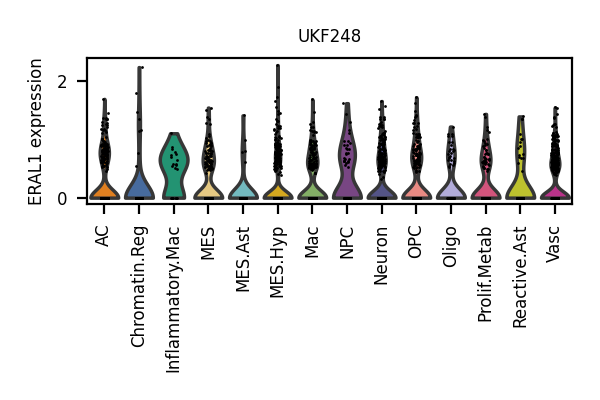 UKF248
ERAL1 expression
2
0
AC
Chromatin.Reg
Inflammatory.Mac
MES
MES.Ast
MES.Hyp
Mac
NPC
Neuron
OPC
Oligo
Prolif.Metab
Reactive.Ast
Vasc